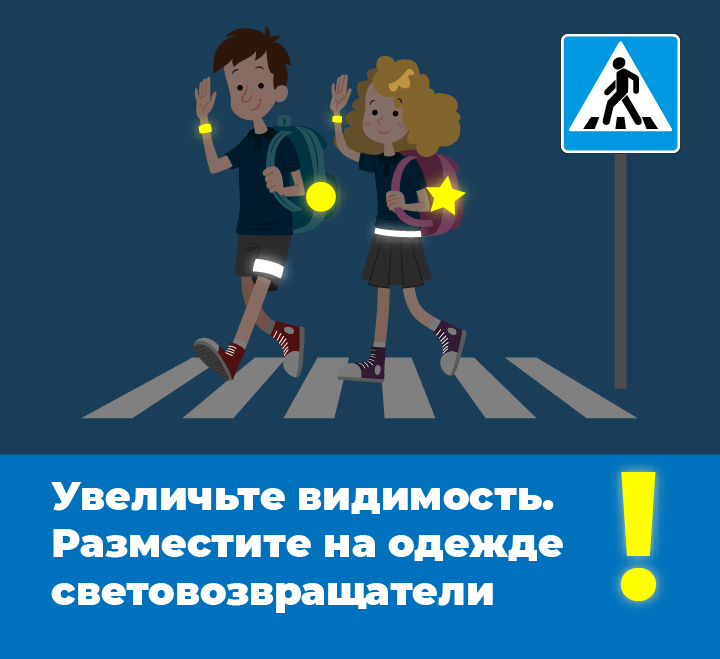 Увеличьте видимость.
Разместите на одежде
световозвращатели
!